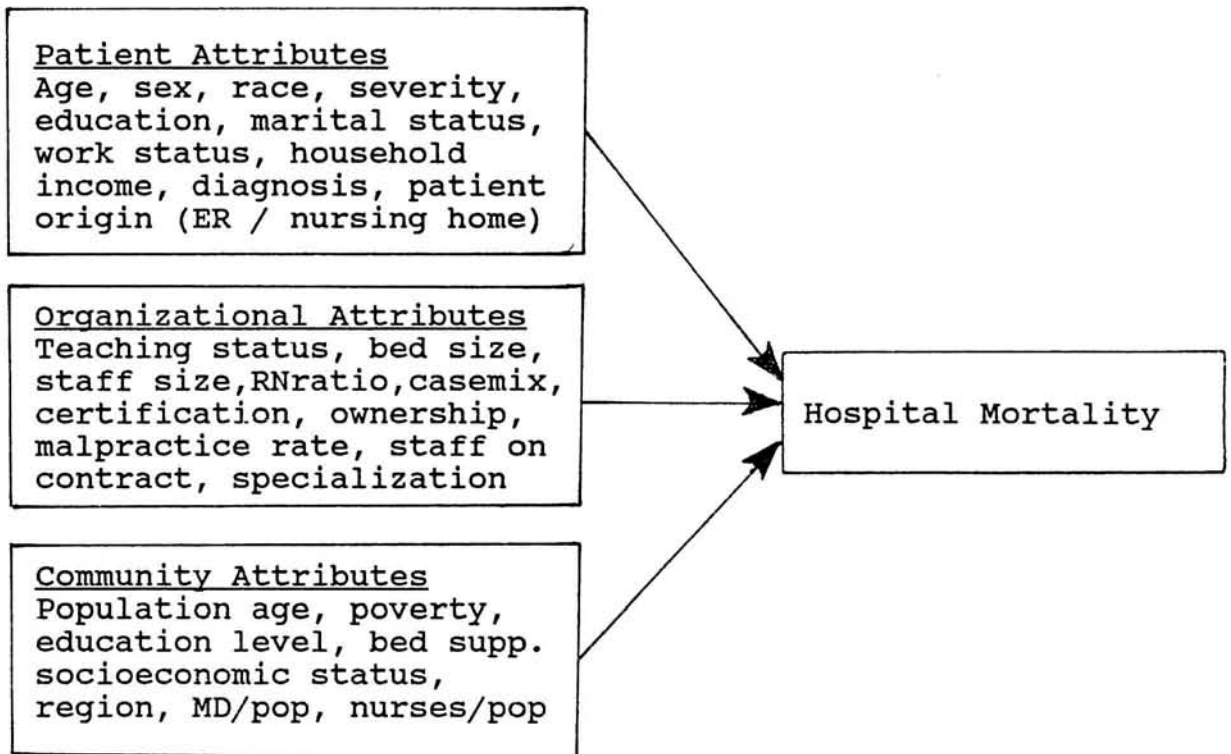 Patient Attributes
Age, sex, race, severity,
education, marital status,
work status, household
income, diagnosis, patient
origin (ER / nursing home)
Organizational Attributes
Teaching status, bed size,
staff size,RNratio,casemix,
certification, ownership,
malpractice rate, staff on
contract, specialization
Community Attributes
Population age, poverty,
education level, bed supp.
socioeconomic status,
region, MD/pop, nurses/pop
Hospital Mortality